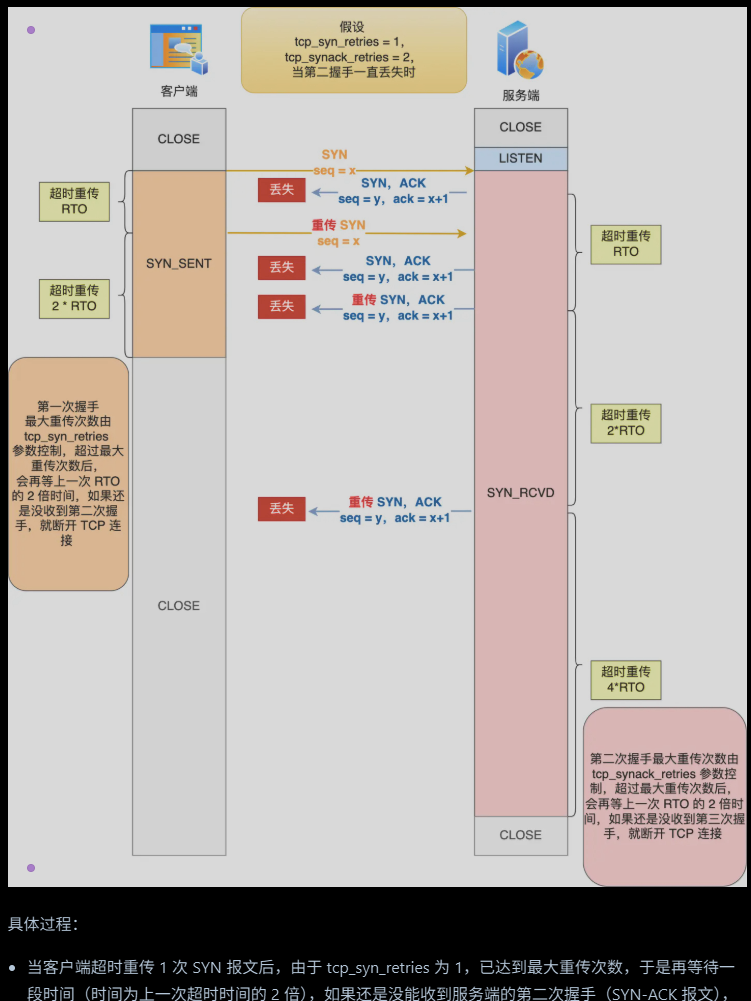 假设
tcp_syn_retries = 1，
tcp_synack_retries = 2，
当第二握手一直丢失时
客户端
服务端
CLOSE
CLOSE
LISTEN
SYN
seq = x
丢失
SYN，ACK
seq = y，ack = x+1
超时重传
RTO
重传 SYN
seq = x
超时重传
RTO
SYN_SENT
丢失
SYN，ACK
seq = y，ack = x+1
超时重传
2 * RTO
丢失
重传 SYN，ACK
seq = y，ack = x+1
第一次握手
最大重传次数由
tcp_syn_retries
参数控制，超过最大
重传次数后，
会再等上一次 RTO
的 2 倍时间，如果还
是没收到第二次握
手，就断开 TCP 连
接
超时重传
2*RTO
SYN_RCVD
丢失
重传 SYN，ACK
seq = y，ack = x+1
CLOSE
超时重传
4*RTO
第二次握手最大重传次数由
tcp_synack_retries 参数控
制，超过最大重传次数后，
会再等上一次 RTO 的 2 倍时
间，如果还是没收到第三次握
手，就断开 TCP 连接
CLOSE
具体过程：
• 当客户端超时重传 1 次 SYN 报文后，由于 tcp_syn_retries 为 1，已达到最大重传次数，于是再等待一
段时间（时间为上一次超时时间的 2 倍），如果还是没能收到服务端的第二次握手（SYN-ACK 报文），